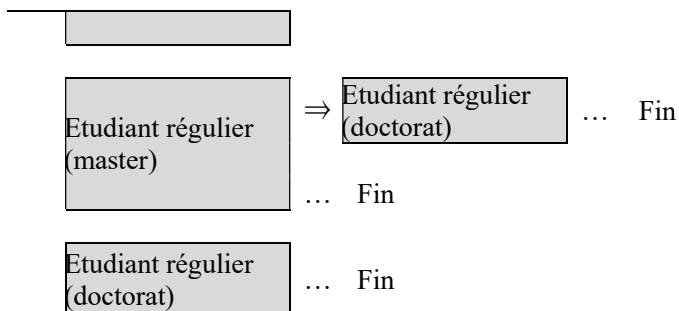 Etudiant régulier
(master)
⇒ Etudiant régulier
(doctorat)
… Fin
… Fin
Etudiant régulier
(doctorat)
… Fin